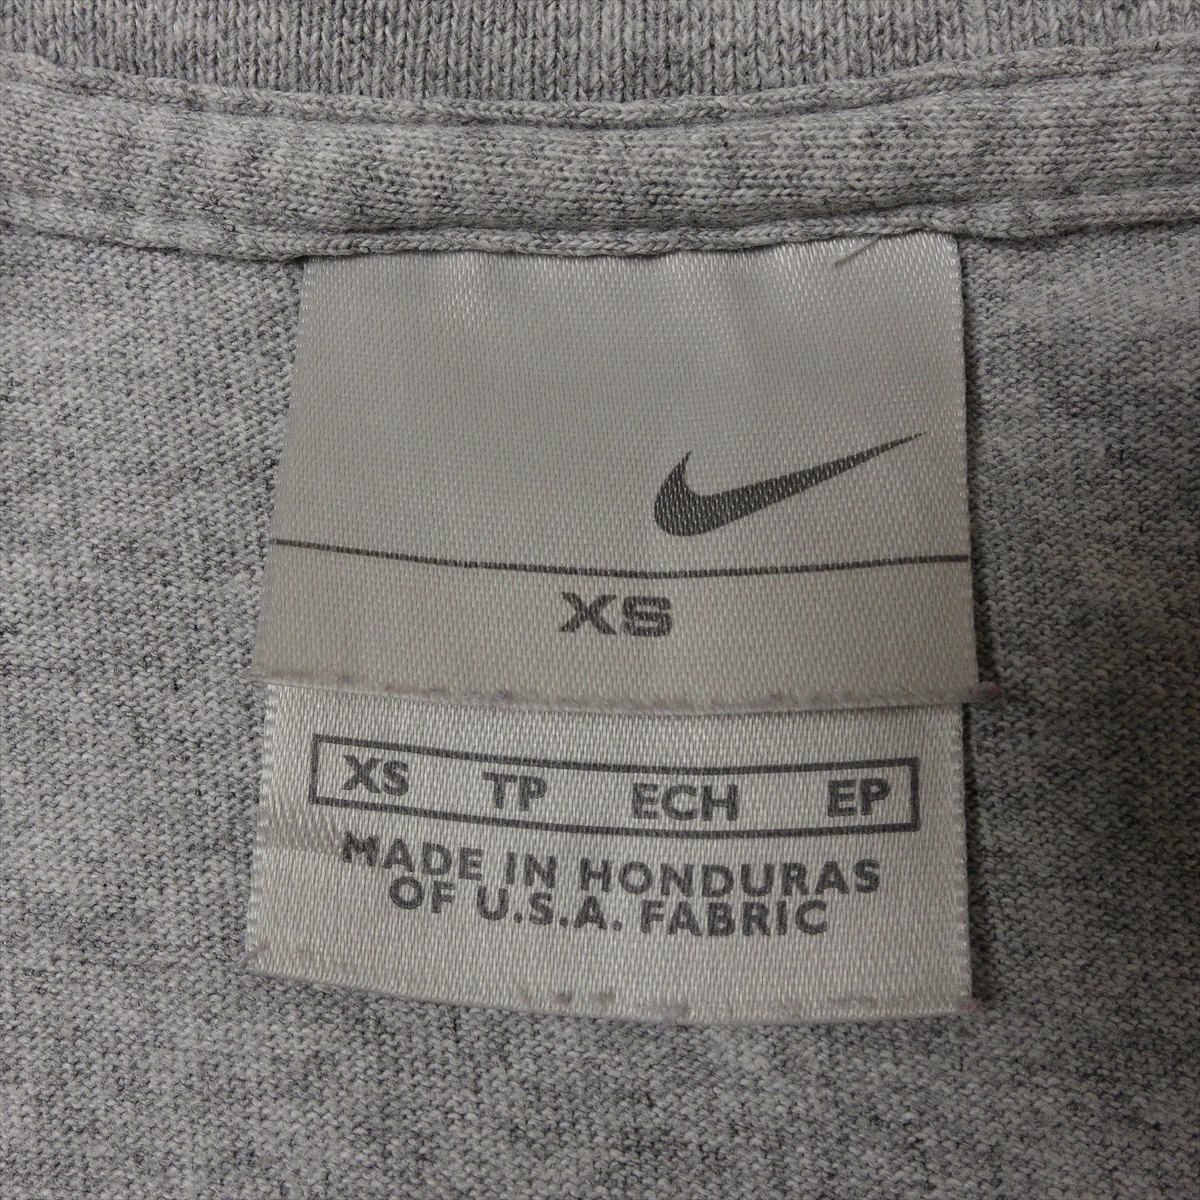 XS
XS TP ECH EP
MADE IN HONDURAS
OF U.S.A. FABRIC